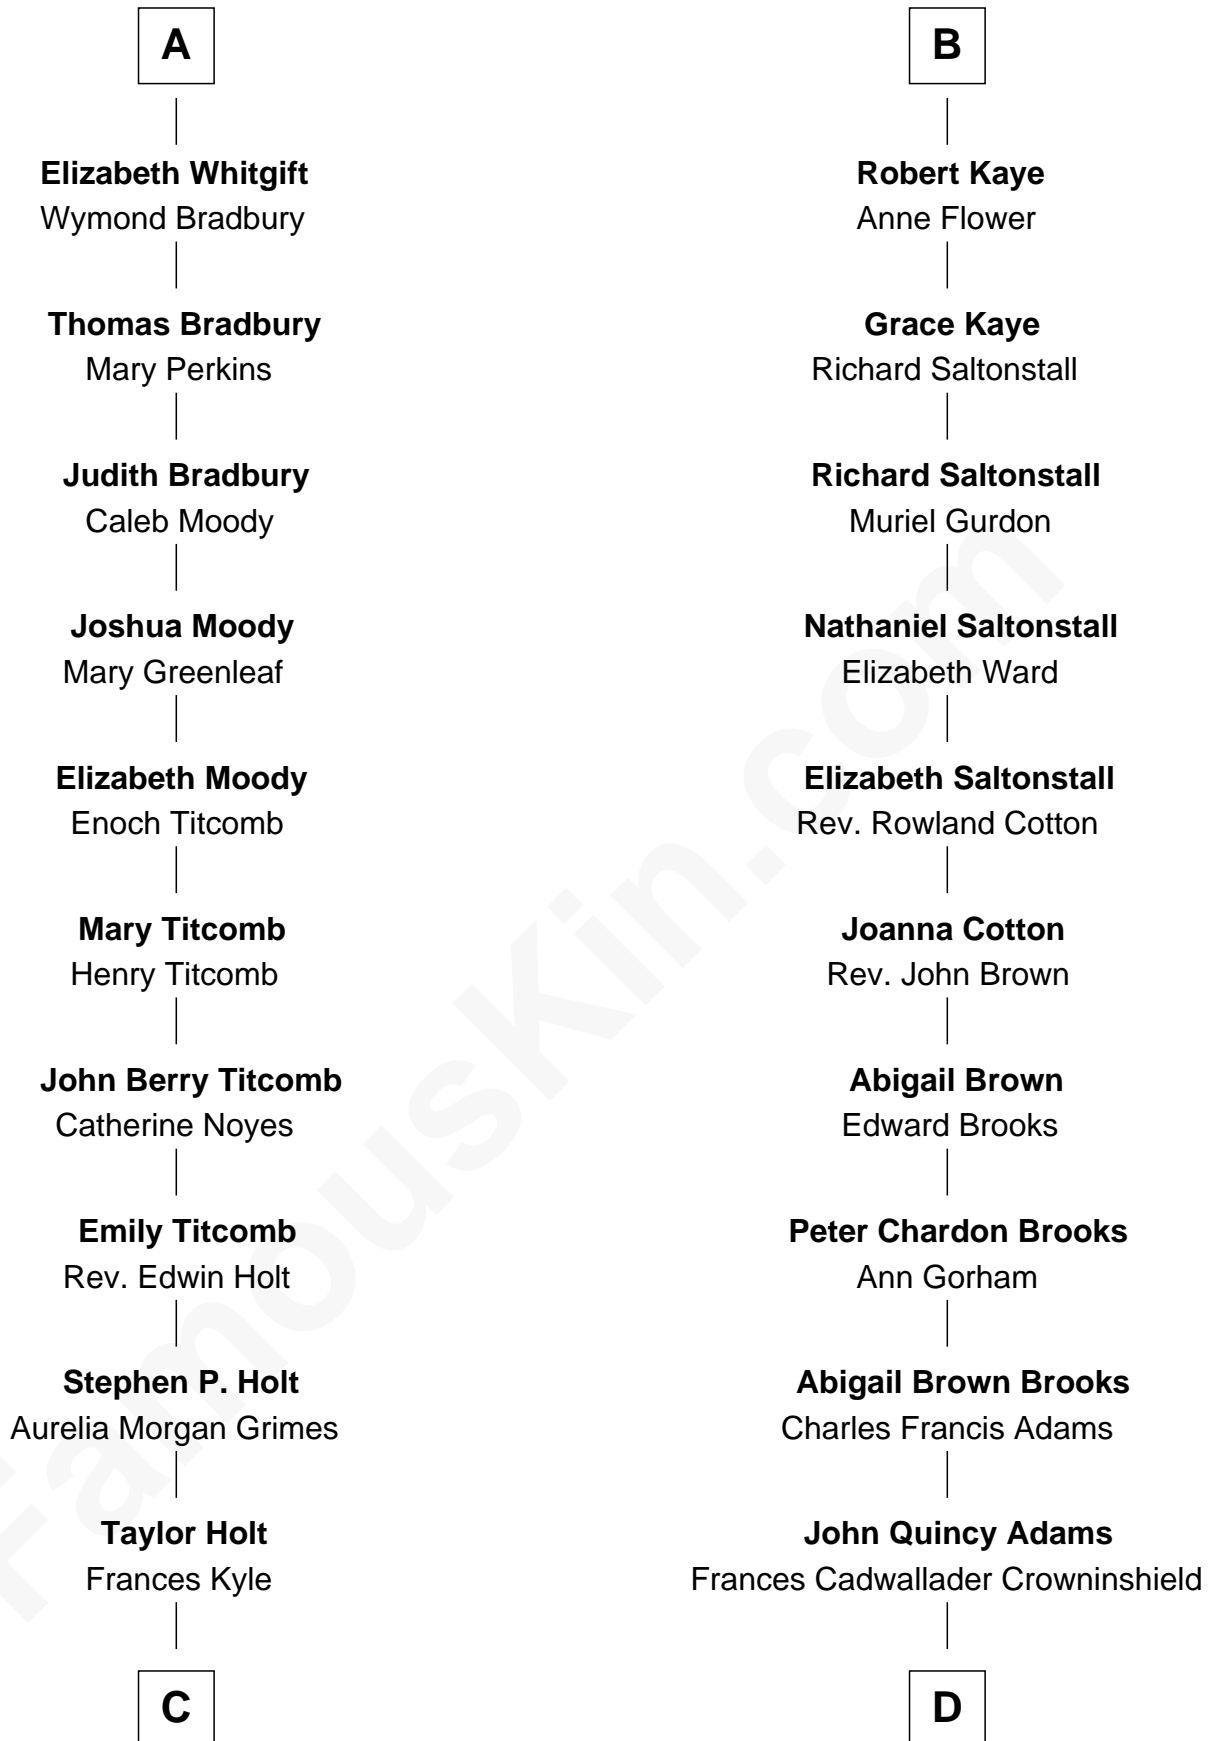 A
Elizabeth Whitgift
Wymond Bradbury
Thomas Bradbury
Mary Perkins
Judith Bradbury
Caleb Moody
Joshua Moody
Mary Greenleaf
Elizabeth Moody
Enoch Titcomb
Mary Titcomb
Henry Titcomb
John Berry Titcomb
Catherine Noyes
Emily Titcomb
Rev. Edwin Holt
Stephen P. Holt
Aurelia Morgan Grimes
Taylor Holt
Frances Kyle
C
B
Robert Kaye
Anne Flower
Grace Kaye
Richard Saltonstall
Richard Saltonstall
Muriel Gurdon
Nathaniel Saltonstall
Elizabeth Ward
Elizabeth Saltonstall
Rev. Rowland Cotton
Joanna Cotton
Rev. John Brown
Abigail Brown
Edward Brooks
Peter Chardon Brooks
Ann Gorham
Abigail Brown Brooks
Charles Francis Adams
John Quincy Adams
Frances Cadwallader Crowninshield
D
FamousKin.com